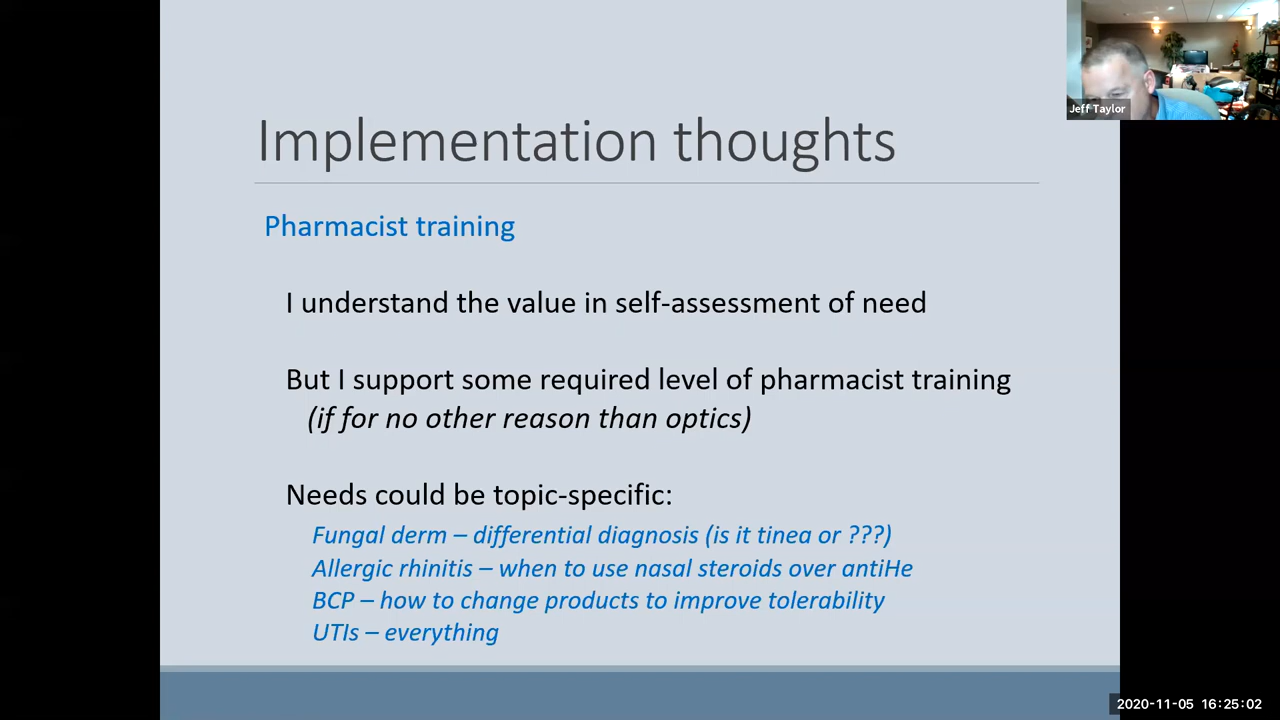 Jeff Taylor
Implementation thoughts
Pharmacist training
I understand the value in self-assessment of need
But I support some required level of pharmacist training
(if for no other reason than optics)
Needs could be topic-specific:
Fungal derm – differential diagnosis (is it tinea or ???)
Allergic rhinitis – when to use nasal steroids over antiHe
BCP – how to change products to improve tolerability
UTIs – everything
2020-11-05 16:25:02